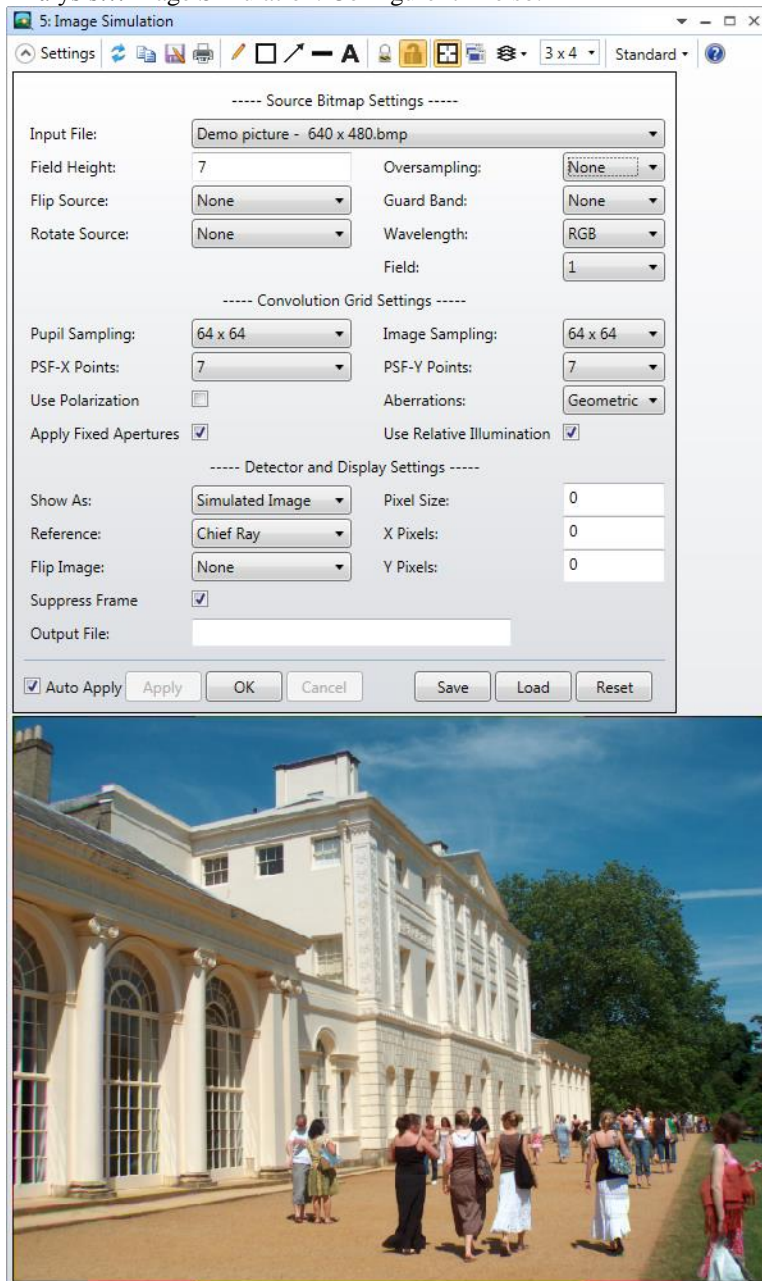 5: Image Simulation
Settings A 3 x 4 Standard
----- Source Bitmap Settings -----
Input File: Demo picture - 640 x 480.bmp
Field Height: 7 Oversampling: None
Flip Source: None Guard Band: None
Rotate Source: None Wavelength: RGB
Field: 1
----- Convolution Grid Settings -----
Pupil Sampling: 64 x 64 Image Sampling: 64 x 64
PSF-X Points: 7 PSF-Y Points: 7
Use Polarization Aberrations: Geometric
Apply Fixed Apertures Use Relative Illumination
----- Detector and Display Settings -----
Show As: Simulated Image Pixel Size: 0
Reference: Chief Ray X Pixels: 0
Flip Image: None Y Pixels: 0
Suppress Frame
Output File:
Auto Apply Apply OK Cancel Save Load Reset